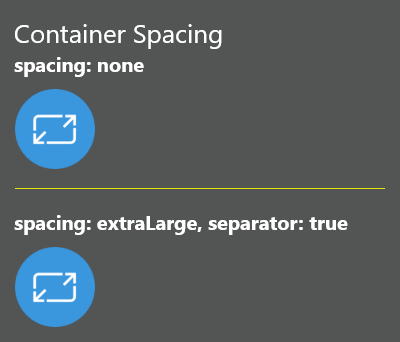 Container Spacing
spacing: none
spacing: extraLarge, separator: true